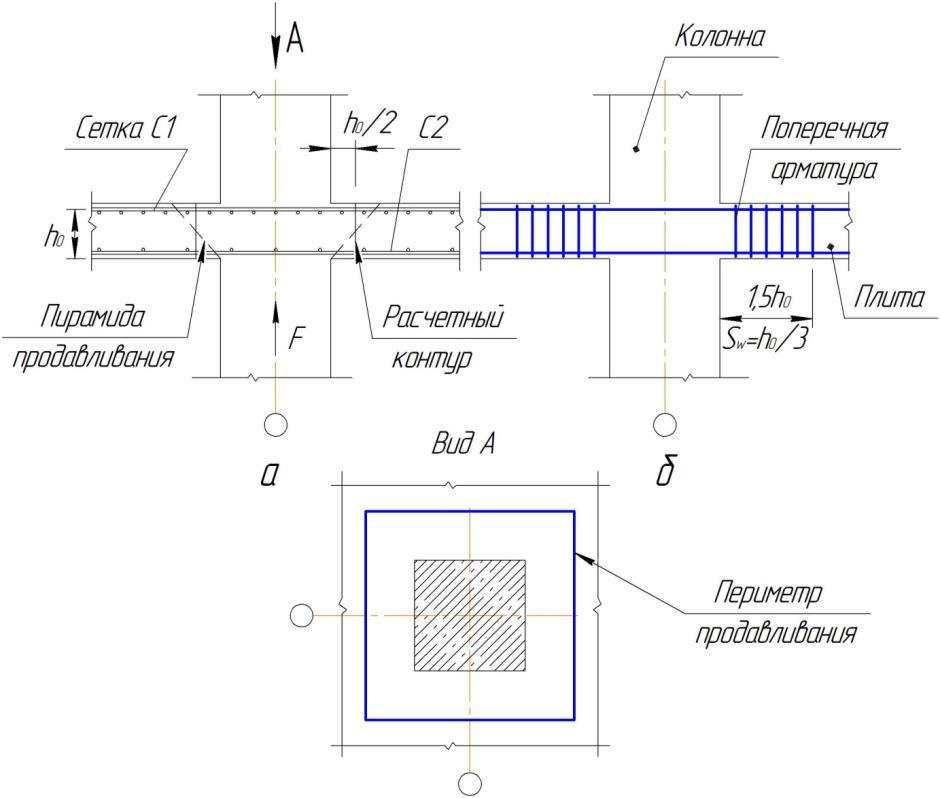 А
Колонна
Сетка С1
h₀/2
С2
Поперечная
арматура
h₀
Пирамида
продавливания
F
Расчетный
контур
1,5h₀
Sw=h₀/3
Плита
а
Вид А
б
Периметр
продавливания